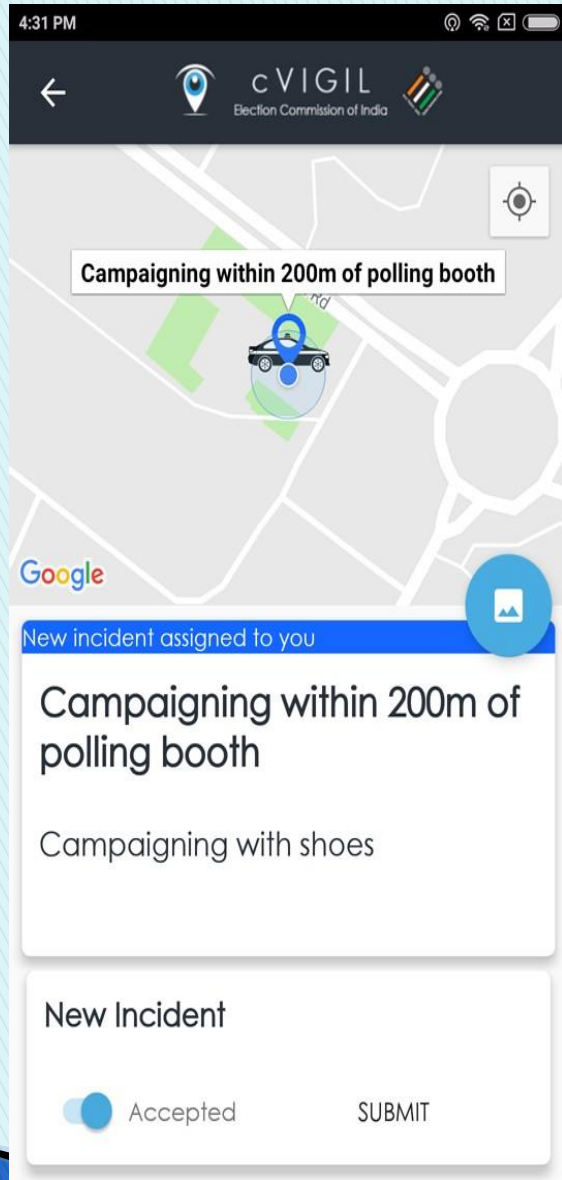 4:31 PM
cVIGIL
Election Commission of India
Campaigning within 200m of polling booth
Rd
Google
New incident assigned to you
Campaigning within 200m of
polling booth
Campaigning with shoes
New Incident
Accepted
SUBMIT